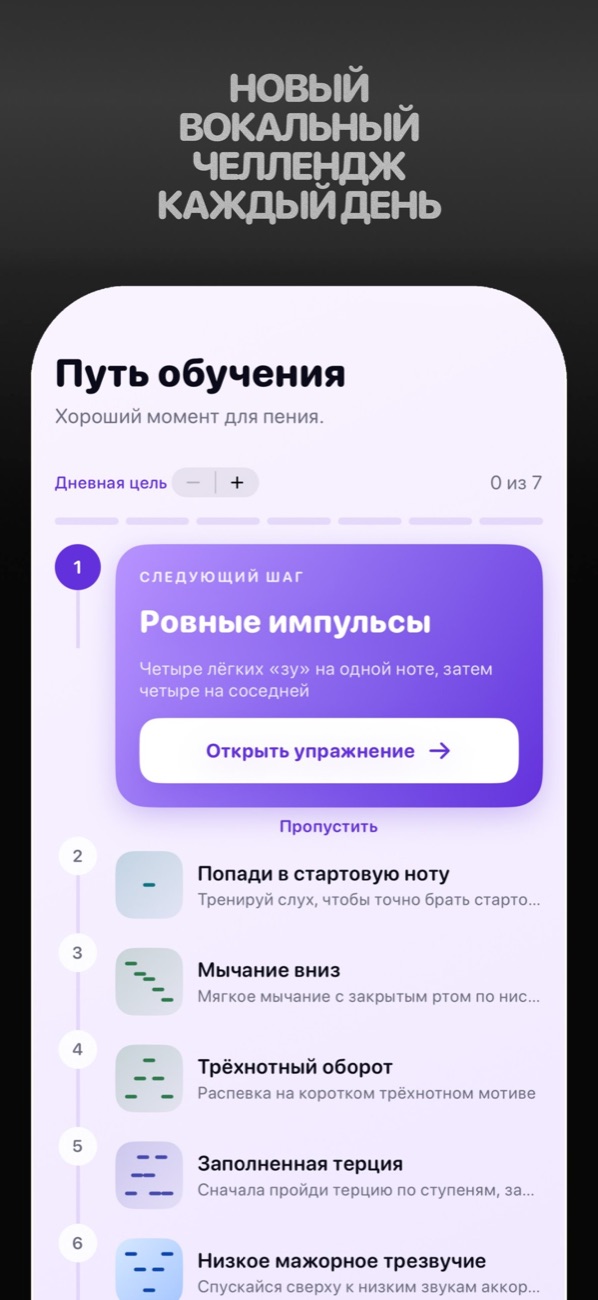 НОВЫЙ
ВОКАЛЬНЫЙ
ЧЕЛЛЕНДЖ
КАЖДЫЙ ДЕНЬ
Путь обучения
Хороший момент для пения.
Дневная цель − + 0 из 7
1
СЛЕДУЮЩИЙ ШАГ
Ровные импульсы
Четыре лёгких «зу» на одной ноте, затем
четыре на соседней
Открыть упражнение →
Пропустить
2
Попади в стартовую ноту
Тренируй слух, чтобы точно брать старто...
3
Мычание вниз
Мягкое мычание с закрытым ртом по нис...
4
Трёхнотный оборот
Распевка на коротком трёхнотном мотиве
5
Заполненная терция
Сначала пройди терцию по ступеням, за...
6
Низкое мажорное трезвучие
Спускайся сверху к низким звукам аккор...